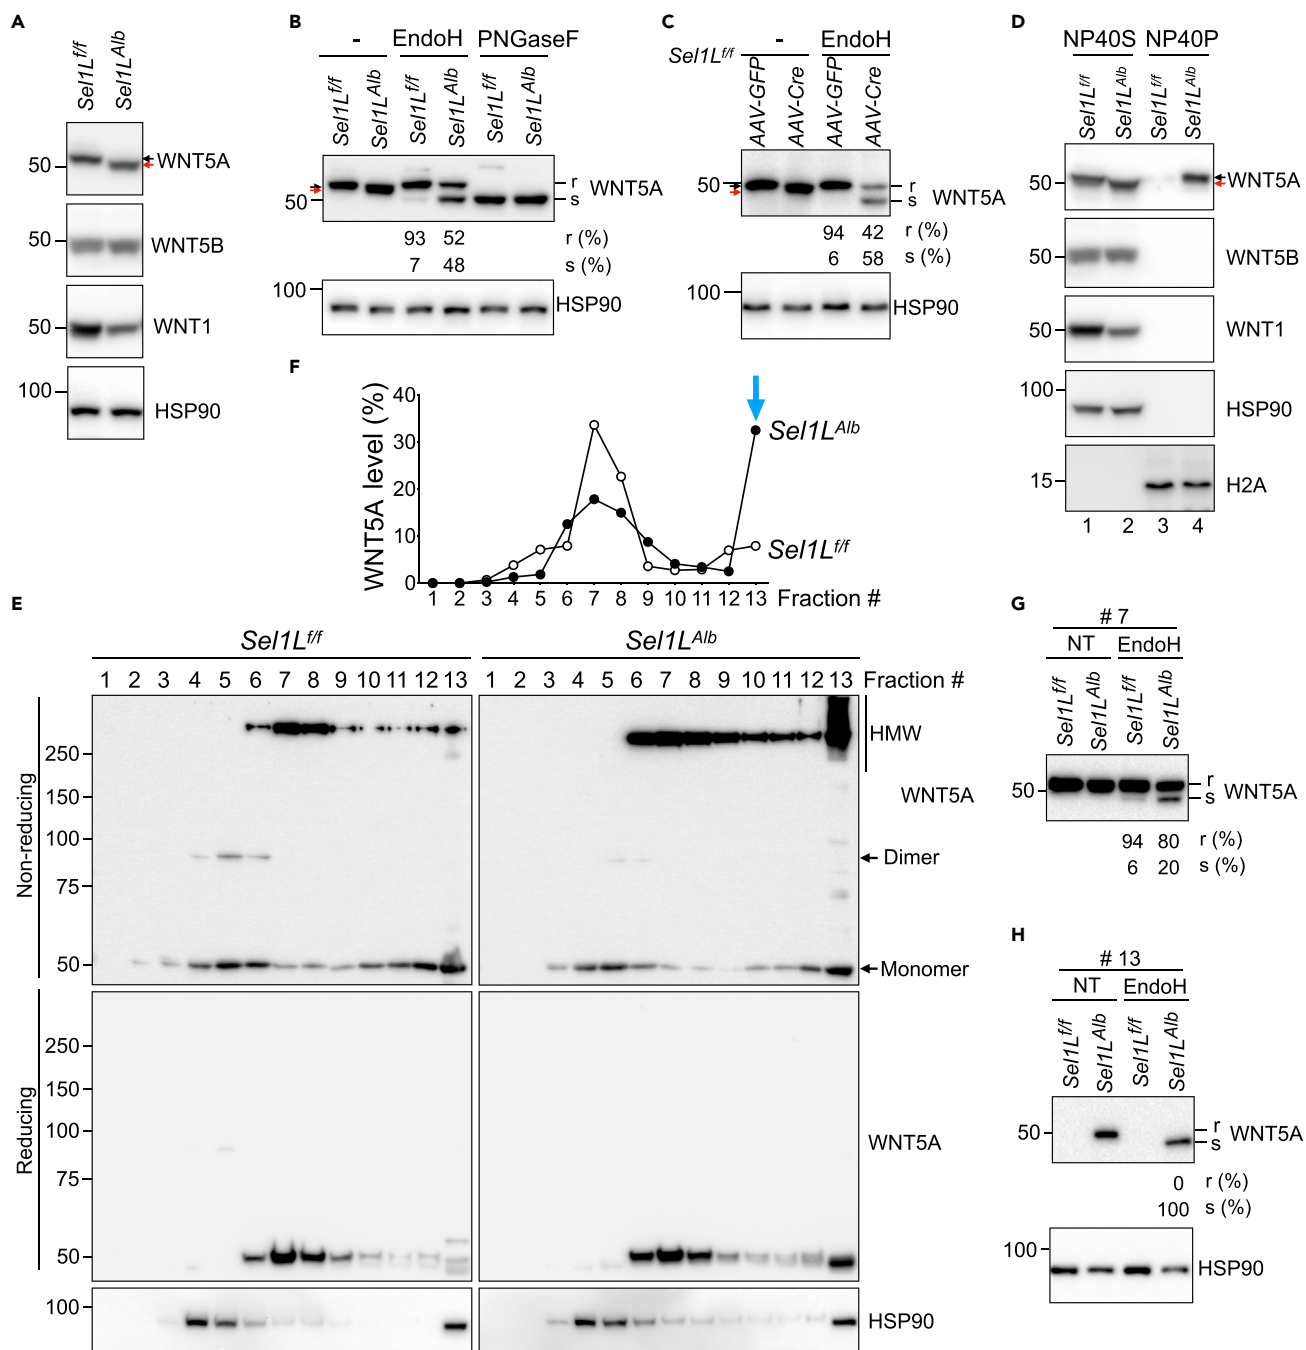 A
Sel1L^f/f
Sel1L^Alb
50
WNT5A
50
WNT5B
50
WNT1
100
HSP90
B
- EndoH PNGaseF
Sel1L^f/f
Sel1L^Alb
Sel1L^f/f
Sel1L^Alb
Sel1L^f/f
Sel1L^Alb
50
r
s
WNT5A
93 52 r (%)
7 48 s (%)
100
HSP90
C
- EndoH
Sel1L^f/f
AAV-GFP
AAV-Cre
AAV-GFP
AAV-Cre
50
r
s
WNT5A
94 42 r (%)
6 58 s (%)
100
HSP90
D
NP40S NP40P
Sel1L^f/f
Sel1L^Alb
Sel1L^f/f
Sel1L^Alb
50
WNT5A
50
WNT5B
50
WNT1
100
HSP90
15
H2A
1 2 3 4
F
WNT5A level (%)
40
30
20
10
0
Sel1L^Alb
Sel1L^f/f
1 2 3 4 5 6 7 8 9 10 11 12 13 Fraction #
E
Sel1L^f/f Sel1L^Alb
1 2 3 4 5 6 7 8 9 10 11 12 13 1 2 3 4 5 6 7 8 9 10 11 12 13 Fraction #
Non-reducing
250
150
100
75
50
HMW
WNT5A
Dimer
Monomer
Reducing
250
150
100
75
50
WNT5A
100
HSP90
G
# 7
NT EndoH
Sel1L^f/f
Sel1L^Alb
Sel1L^f/f
Sel1L^Alb
50
r
s
WNT5A
94 80 r (%)
6 20 s (%)
H
# 13
NT EndoH
Sel1L^f/f
Sel1L^Alb
Sel1L^f/f
Sel1L^Alb
50
r
s
WNT5A
0 r (%)
100 s (%)
100
HSP90